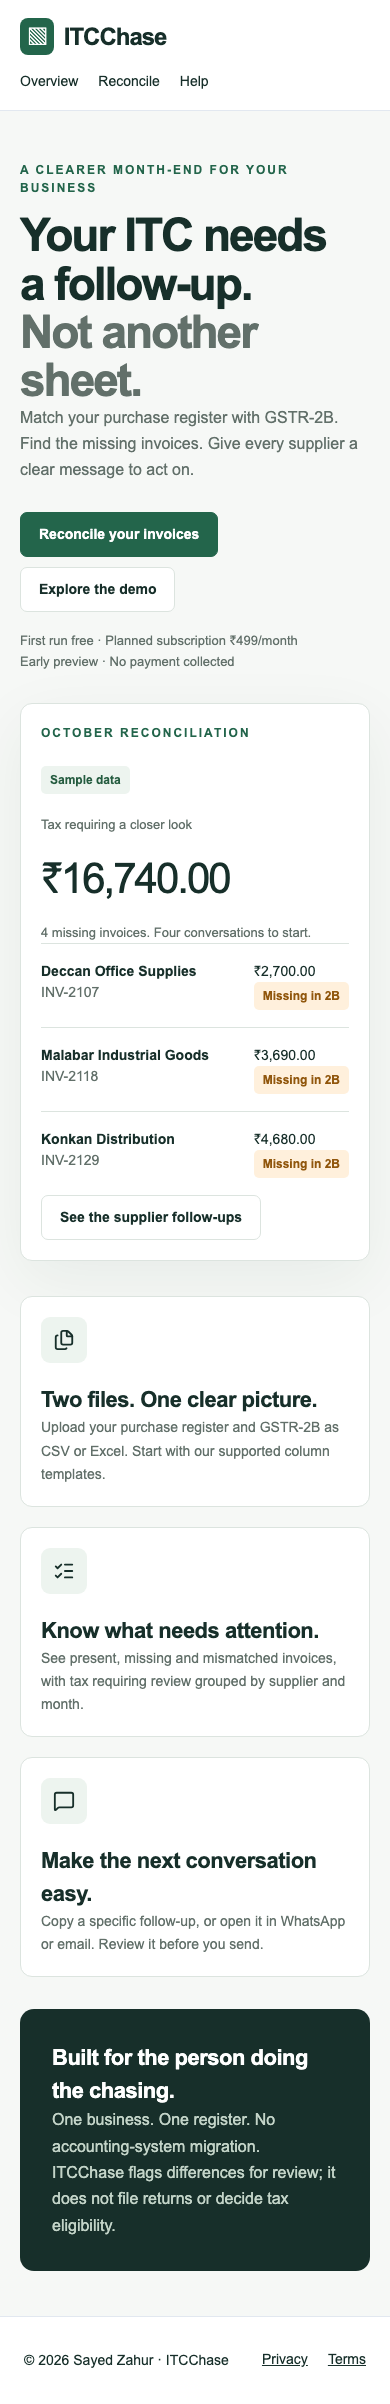 ITCChase
Overview Reconcile Help
A CLEARER MONTH-END FOR YOUR
BUSINESS
Your ITC needs
a follow-up.
Not another
sheet.
Match your purchase register with GSTR-2B.
Find the missing invoices. Give every supplier a
clear message to act on.
Reconcile your invoices
Explore the demo
First run free · Planned subscription ₹499/month
Early preview · No payment collected
OCTOBER RECONCILIATION
Sample data
Tax requiring a closer look
₹16,740.00
4 missing invoices. Four conversations to start.
Deccan Office Supplies ₹2,700.00
INV-2107 Missing in 2B
Malabar Industrial Goods ₹3,690.00
INV-2118 Missing in 2B
Konkan Distribution ₹4,680.00
INV-2129 Missing in 2B
See the supplier follow-ups
Two files. One clear picture.
Upload your purchase register and GSTR-2B as
CSV or Excel. Start with our supported column
templates.
Know what needs attention.
See present, missing and mismatched invoices,
with tax requiring review grouped by supplier and
month.
Make the next conversation
easy.
Copy a specific follow-up, or open it in WhatsApp
or email. Review it before you send.
Built for the person doing
the chasing.
One business. One register. No
accounting-system migration.
ITCChase flags differences for review; it
does not file returns or decide tax
eligibility.
© 2026 Sayed Zahur · ITCChase Privacy Terms